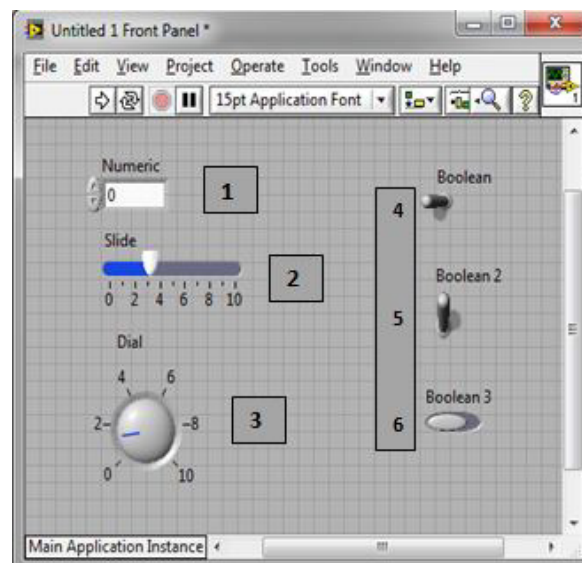 Untitled 1 Front Panel *
File Edit View Project Operate Tools Window Help
15pt Application Font
1
Numeric
0
1
Slide
0 2 4 6 8 10
2
Dial
4 6
2 8
0 10
3
Boolean
4
Boolean 2
5
Boolean 3
6
Main Application Instance